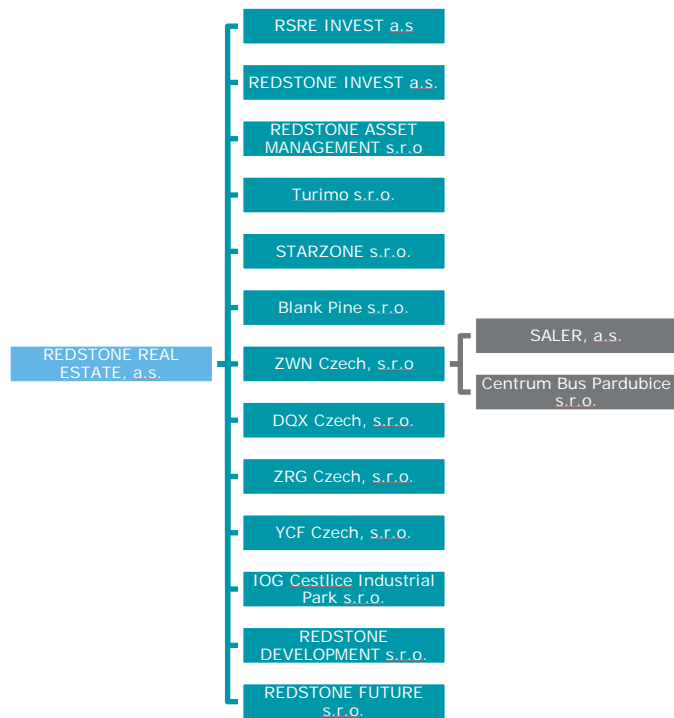 RSRE INVEST a.s
REDSTONE INVEST a.s.
REDSTONE ASSET
MANAGEMENT s.r.o
Turimo s.r.o.
STARZONE s.r.o.
Blank Pine s.r.o.
REDSTONE REAL
ESTATE, a.s.
ZWN Czech, s.r.o
SALER, a.s.
Centrum Bus Pardubice
s.r.o.
DQX Czech, s.r.o.
ZRG Czech, s.r.o.
YCF Czech, s.r.o.
IOG Cestlice Industrial
Park s.r.o.
REDSTONE
DEVELOPMENT s.r.o.
REDSTONE FUTURE
s.r.o.